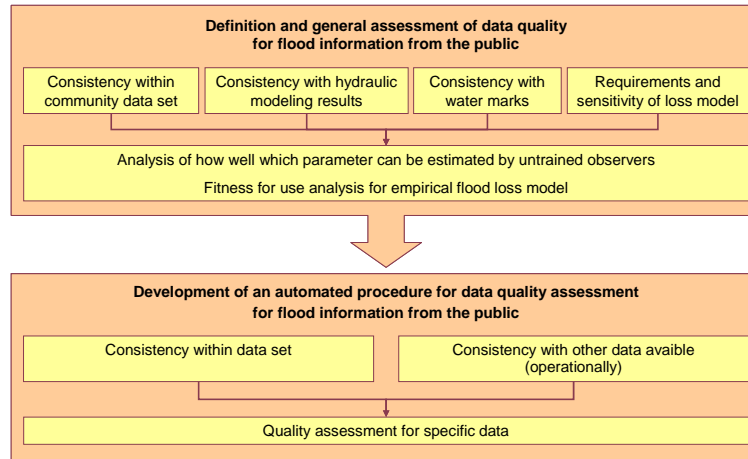 Definition and general assessment of data quality
for flood information from the public
Consistency within
community data set
Consistency with hydraulic
modeling results
Consistency with
water marks
Requirements and
sensitivity of loss model
Analysis of how well which parameter can be estimated by untrained observers
Fitness for use analysis for empirical flood loss model
Development of an automated procedure for data quality assessment
for flood information from the public
Consistency within data set
Consistency with other data avaible
(operationally)
Quality assessment for specific data